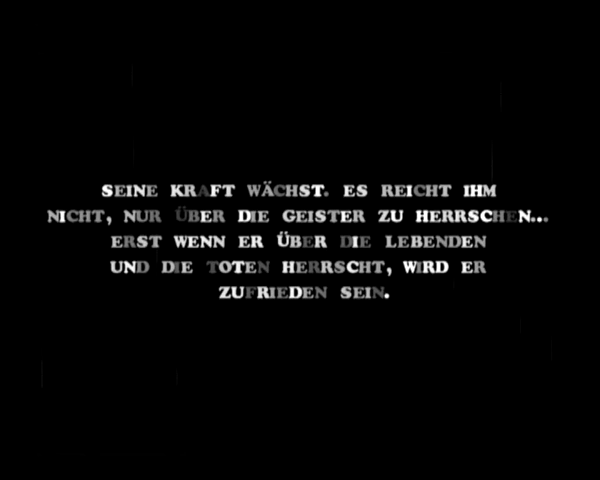 SEINE KRAFT WÄCHST. ES REICHT IHM
NICHT, NUR ÜBER DIE GEISTER ZU HERRSCHEN...
ERST WENN ER ÜBER DIE LEBENDEN
UND DIE TOTEN HERRSCHT, WIRD ER
ZUFRIEDEN SEIN.